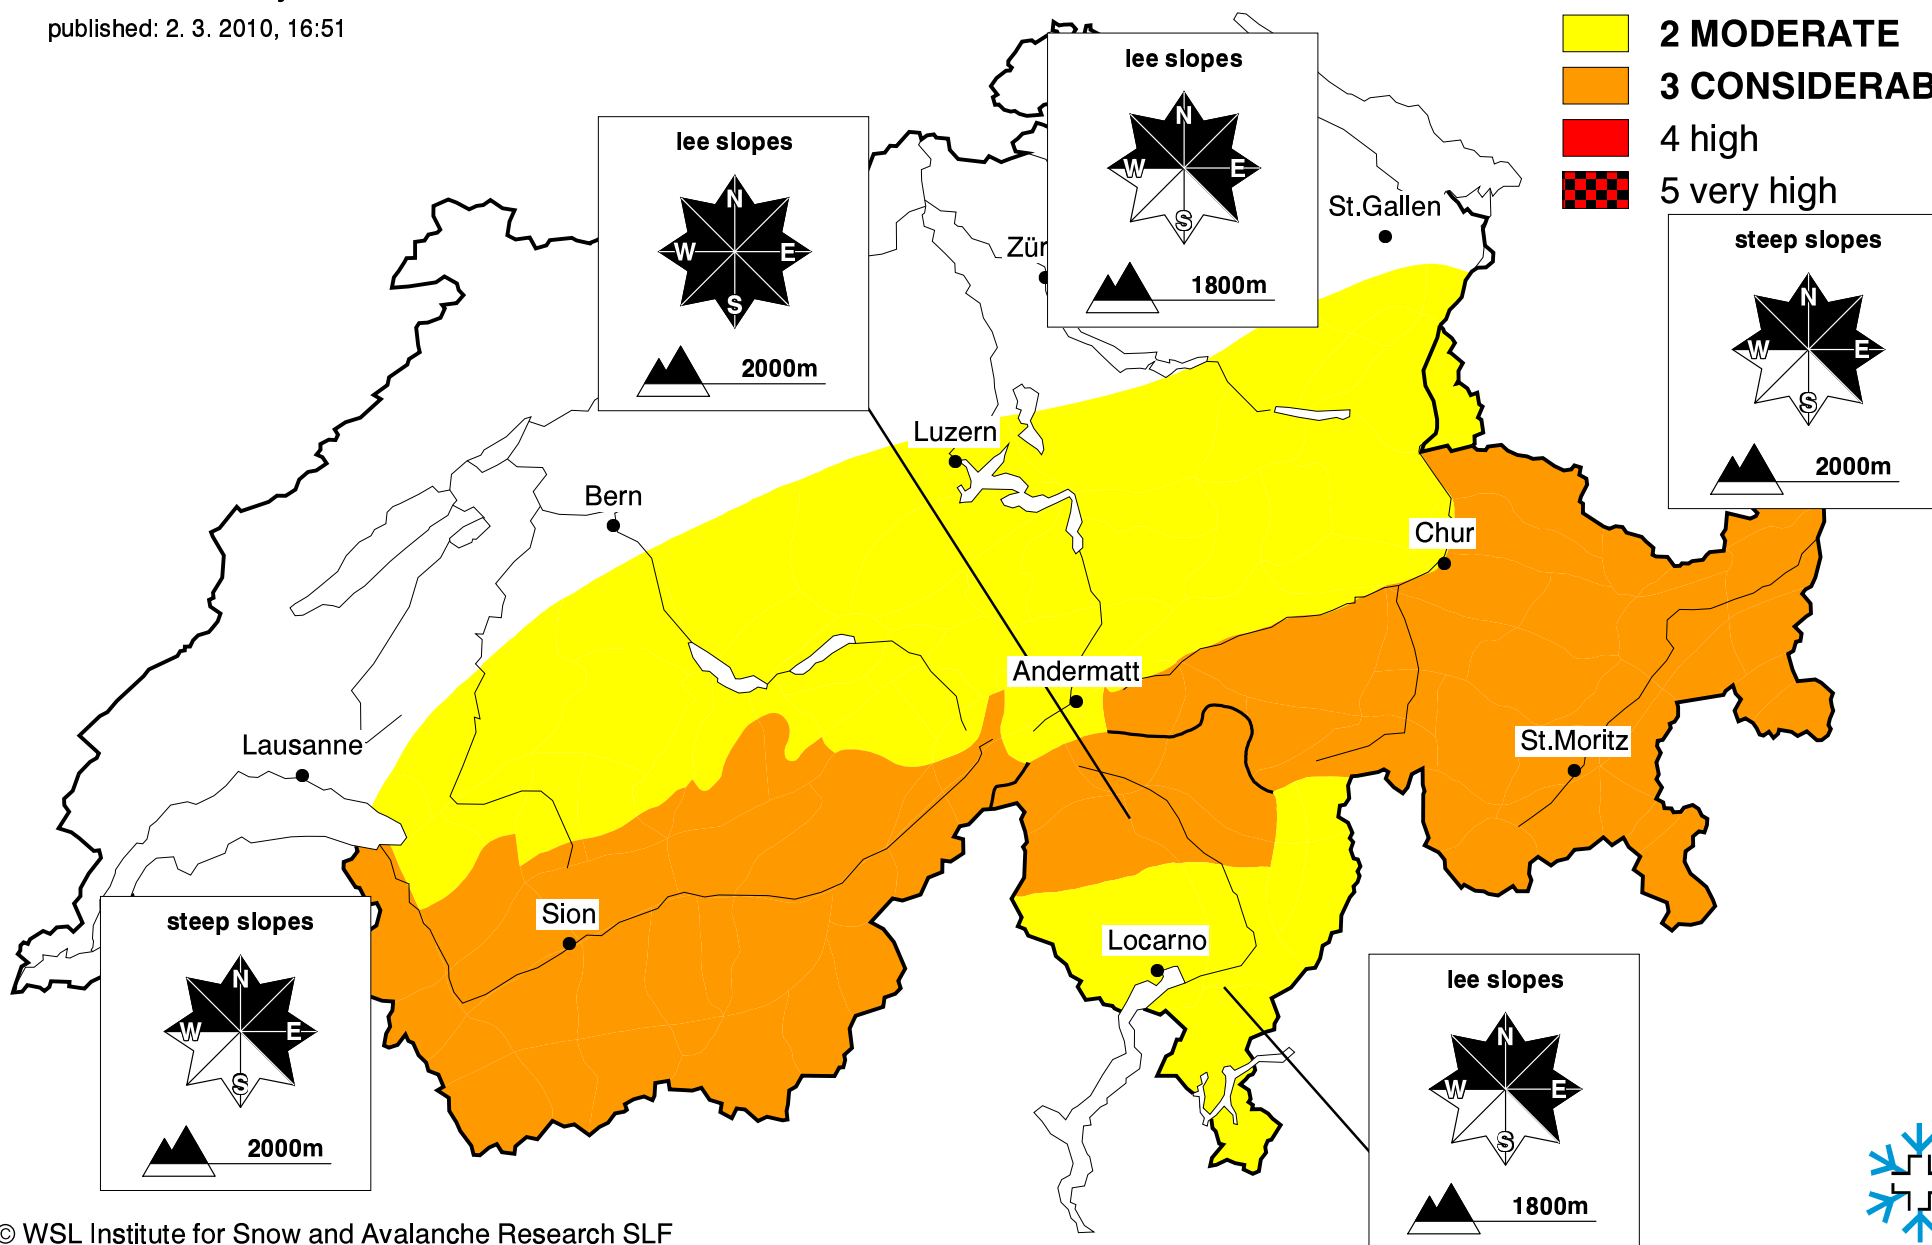 published: 2. 3. 2010, 16:51
2 MODERATE
3 CONSIDERAB
4 high
5 very high
lee slopes
N
W E
S
1800m
lee slopes
N
W E
S
2000m
steep slopes
N
W E
S
2000m
St.Gallen
Zür
Luzern
Bern
Chur
Andermatt
Lausanne
St.Moritz
Sion
Locarno
steep slopes
N
W E
S
2000m
lee slopes
N
W E
S
1800m
© WSL Institute for Snow and Avalanche Research SLF